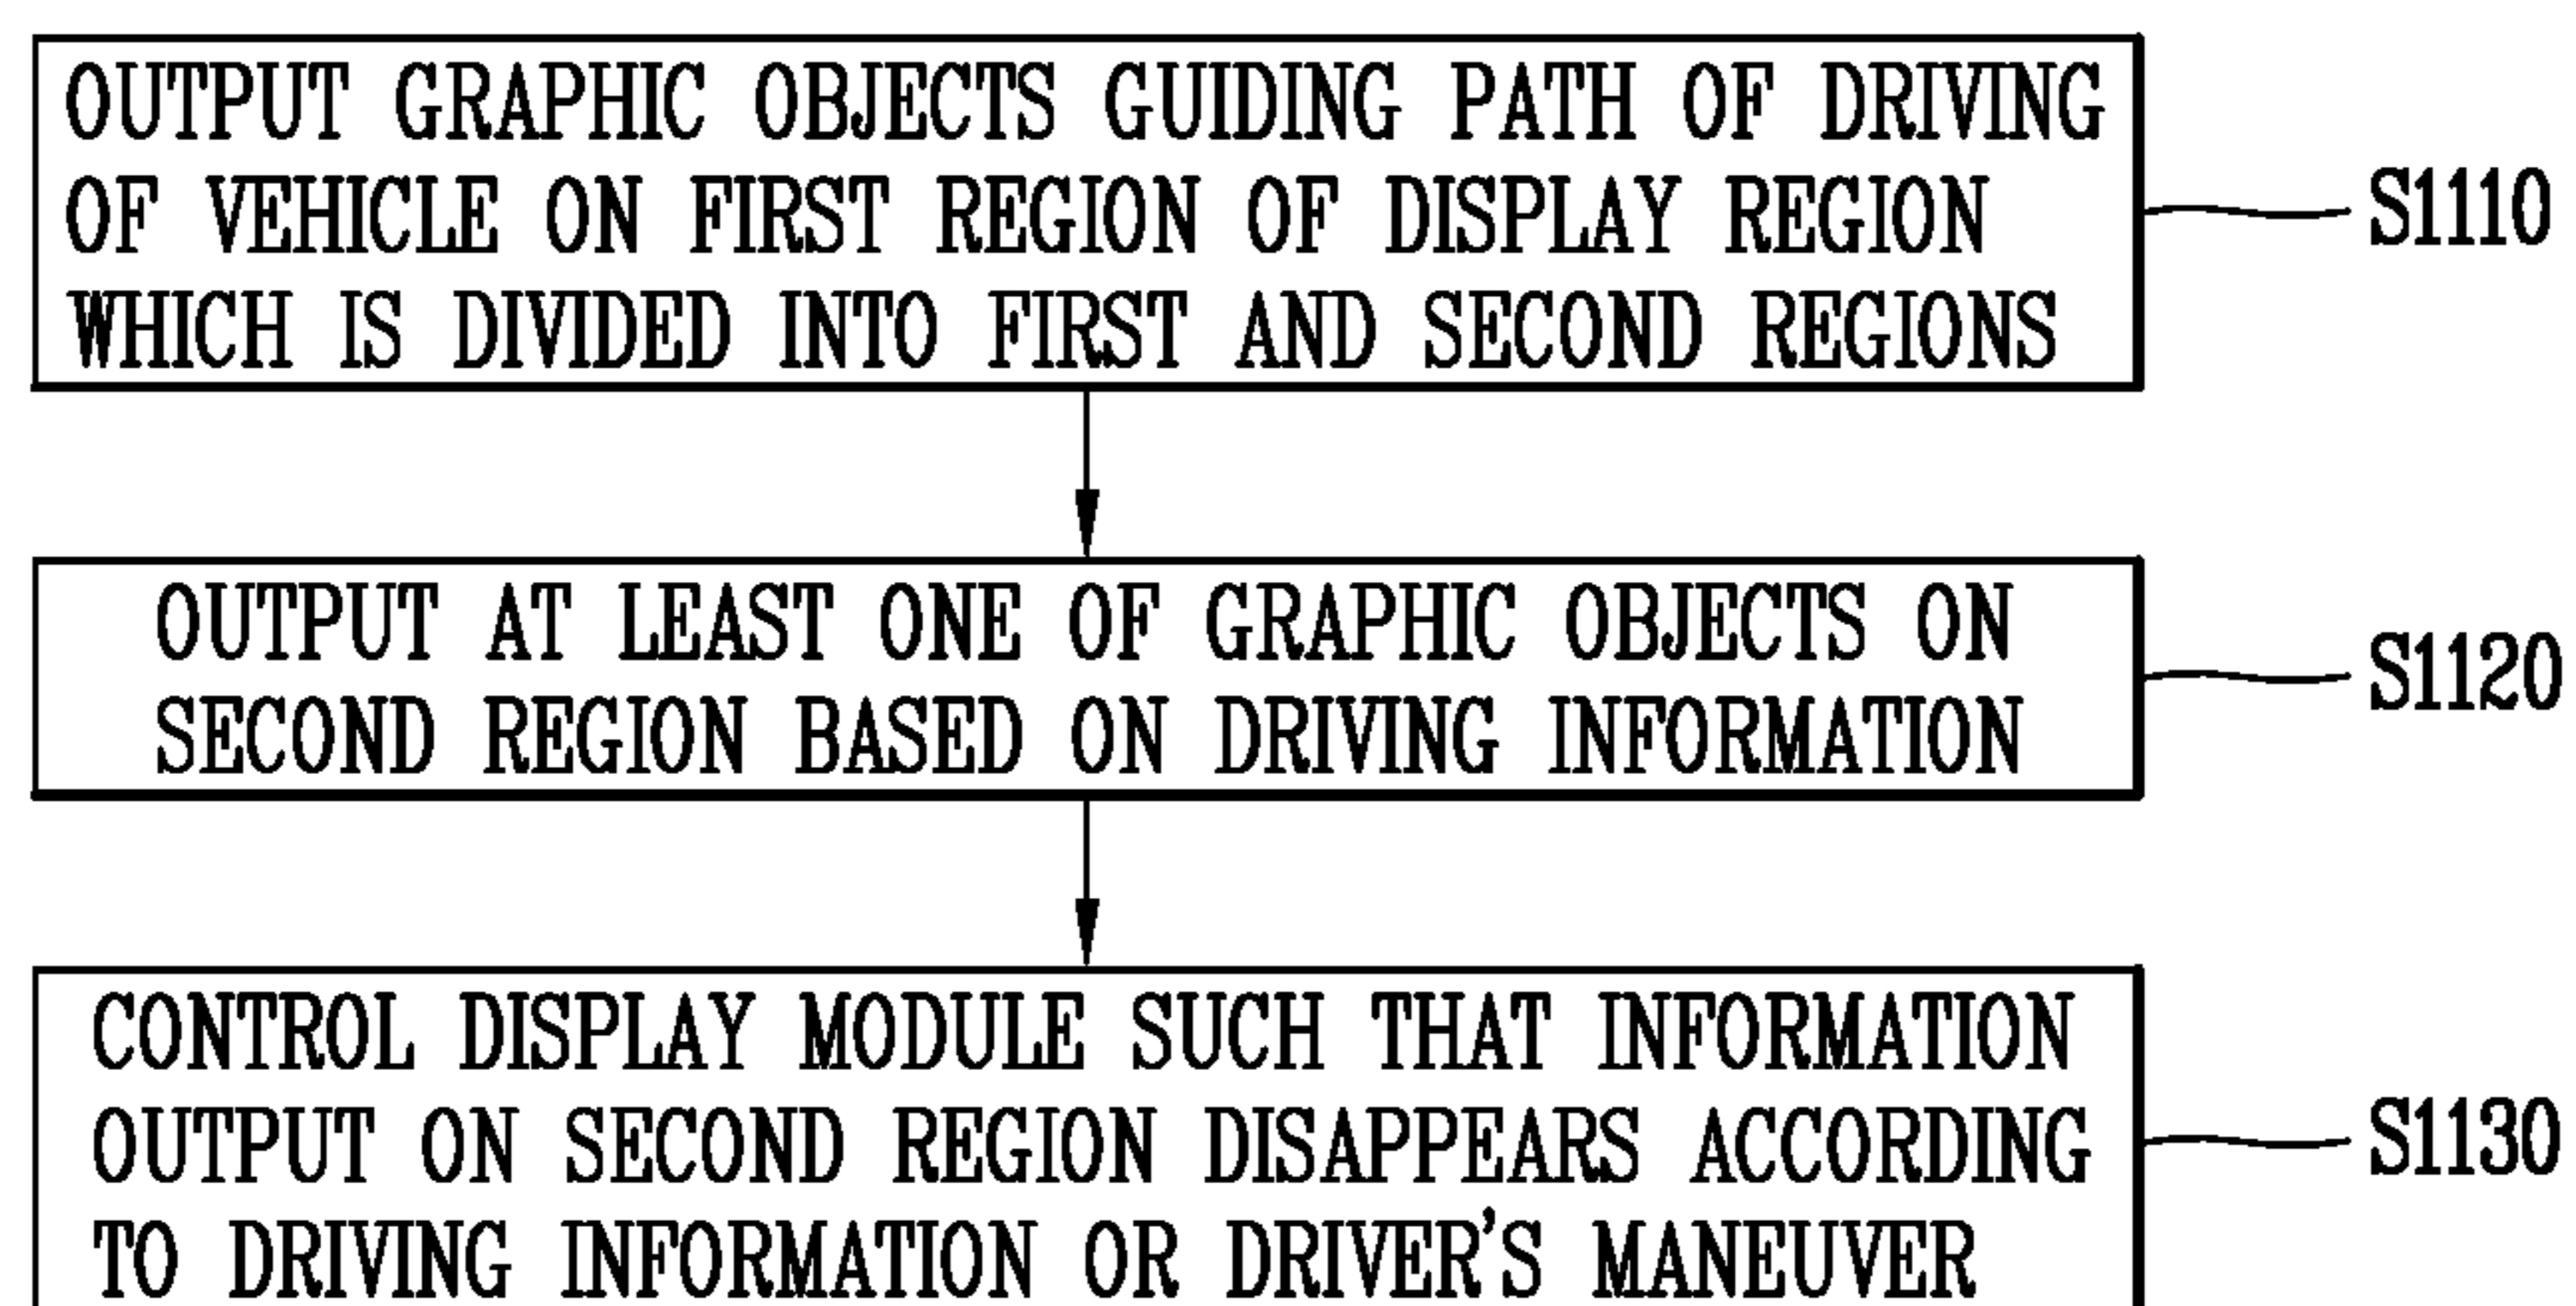 OUTPUT GRAPHIC OBJECTS GUIDING PATH OF DRIVING
OF VEHICLE ON FIRST REGION OF DISPLAY REGION
WHICH IS DIVIDED INTO FIRST AND SECOND REGIONS
S1110
OUTPUT AT LEAST ONE OF GRAPHIC OBJECTS ON
SECOND REGION BASED ON DRIVING INFORMATION
S1120
CONTROL DISPLAY MODULE SUCH THAT INFORMATION
OUTPUT ON SECOND REGION DISAPPEARS ACCORDING
TO DRIVING INFORMATION OR DRIVER'S MANEUVER
S1130